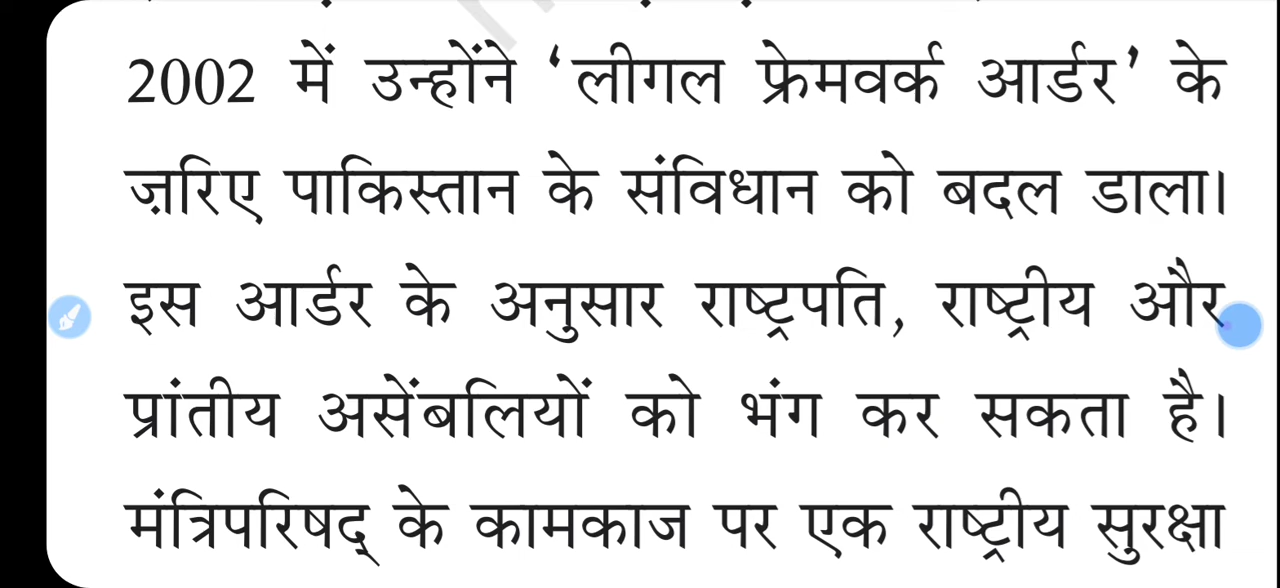 2002 में उन्होंने ‘लीगल फ्रेमवर्क आर्डर’ के
ज़रिए पाकिस्तान के संविधान को बदल डाला।
इस आर्डर के अनुसार राष्ट्रपति, राष्ट्रीय और
प्रांतीय असेंबलियों को भंग कर सकता है।
मंत्रिपरिषद् के कामकाज पर एक राष्ट्रीय सुरक्षा